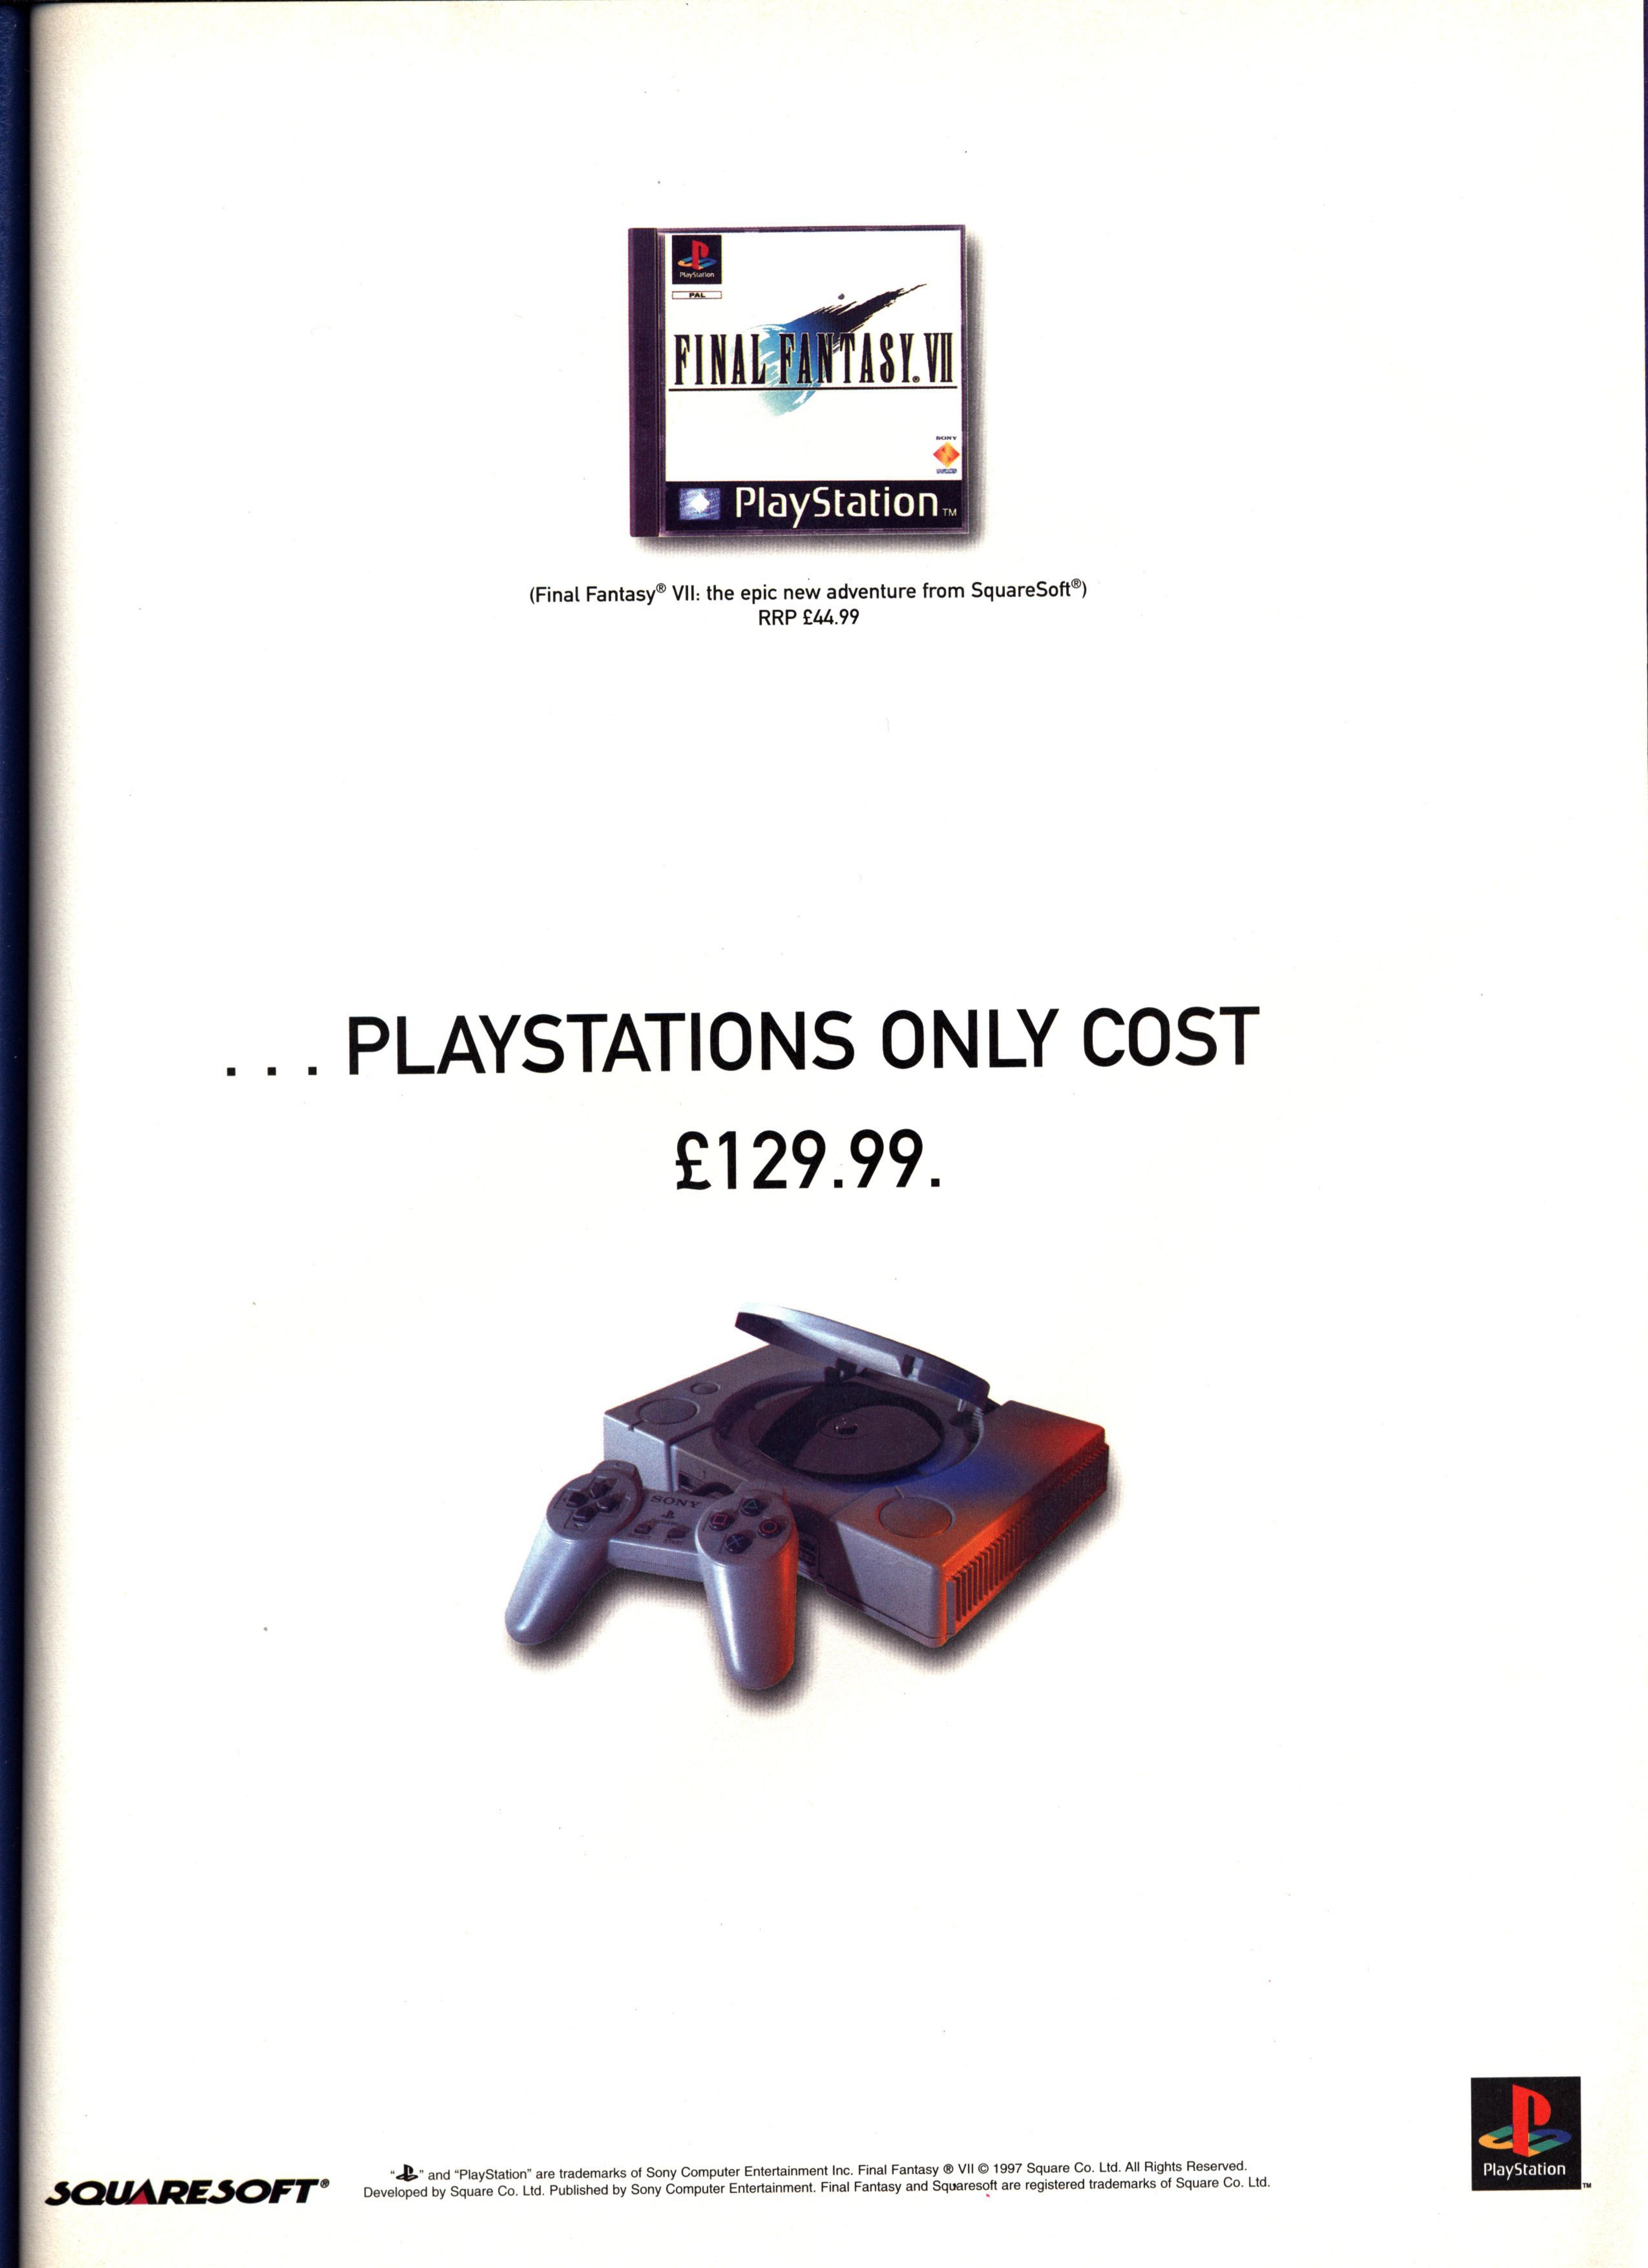 PlayStation
PAL
FINAL FANTASY® VII
SONY
PlayStation™
(Final Fantasy® VII: the epic new adventure from SquareSoft®)
RRP £44.99
... PLAYSTATIONS ONLY COST
£129.99.
SONY
SQUARESOFT®
“ ” and “PlayStation” are trademarks of Sony Computer Entertainment Inc. Final Fantasy ® VII © 1997 Square Co. Ltd. All Rights Reserved.
Developed by Square Co. Ltd. Published by Sony Computer Entertainment. Final Fantasy and Squaresoft are registered trademarks of Square Co. Ltd.
PlayStation™